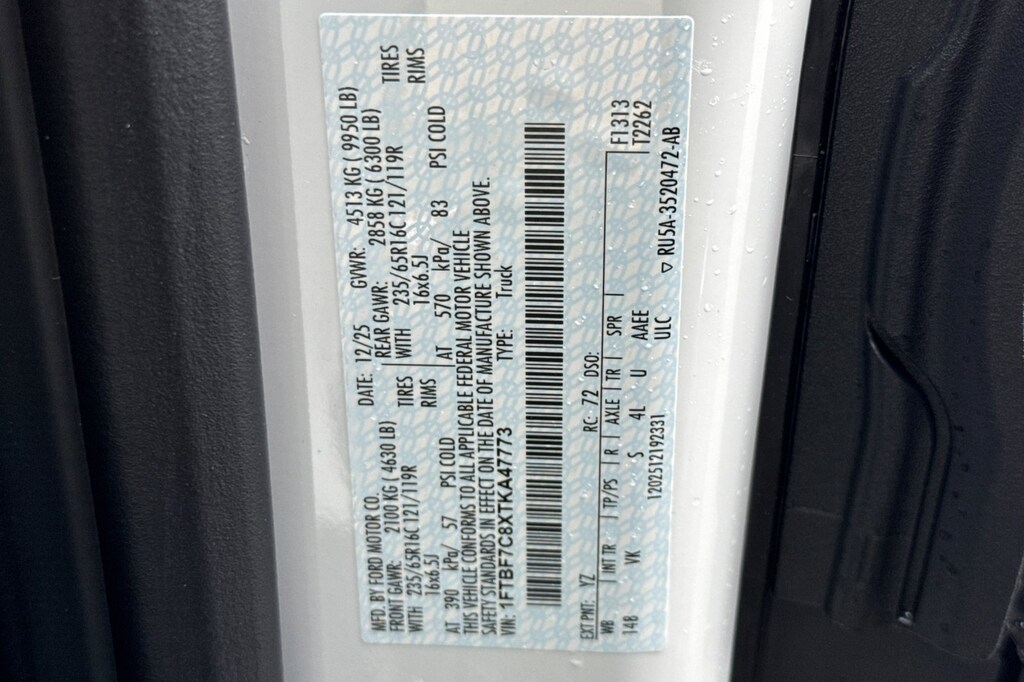 MFD. BY FORD MOTOR CO. DATE: 12/25 GVWR: 4513 KG ( 9950 LB)
FRONT GAWR: 2100 KG ( 4630 LB) REAR GAWR: 2858 KG ( 6300 LB)
WITH 235/65R16C 121/119R TIRES WITH 235/65R16C121/119R TIRES
16x6.5J RIMS 16x6.5J RIMS
AT 390 kPa/ 57 PSI COLD AT 570 kPa/ 83 PSI COLD
THIS VEHICLE CONFORMS TO ALL APPLICABLE FEDERAL MOTOR VEHICLE
SAFETY STANDARDS IN EFFECT ON THE DATE OF MANUFACTURE SHOWN ABOVE.
VIN: 1FTBF7C8XTKA47773 TYPE: Truck
EXT PNT: YZ RC: 72 DSO: F1313
WB INT TR TP/PS R AXLE TR SPR T2262
148 VK S 4L U AAEE
1202512192331 ULC ▽ RU5A-3520472-AB